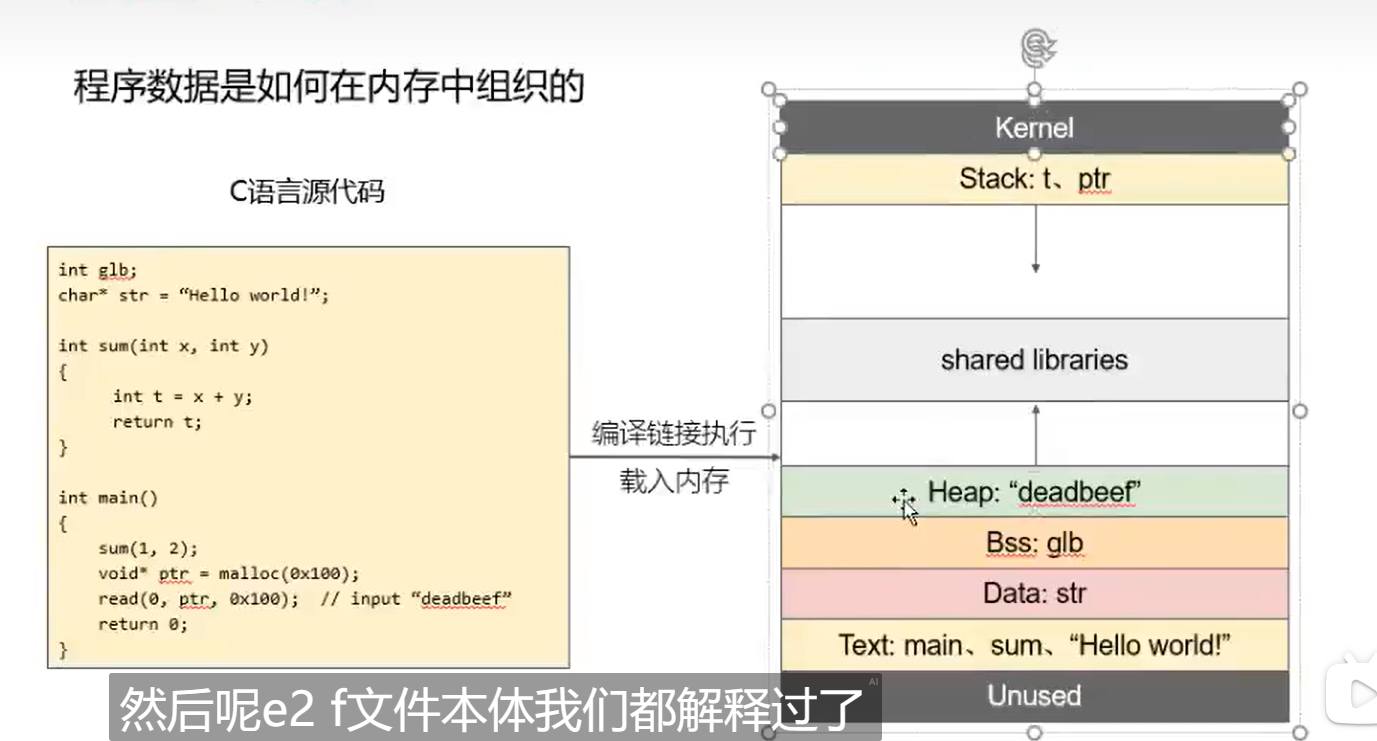 程序数据是如何在内存中组织的
C语言源代码
int glb;
char* str = “Hello world!”;
int sum(int x, int y)
{
int t = x + y;
return t;
}
int main()
{
sum(1, 2);
void* ptr = malloc(0x100);
read(0, ptr, 0x100);  // input “deadbeef”
return 0;
}
编译链接执行
载入内存
Kernel
Stack: t、ptr
shared libraries
Heap: “deadbeef”
Bss: glb
Data: str
Text: main、sum、“Hello world!”
Unused
然后呢e2 f文件本体我们都解释过了
AI